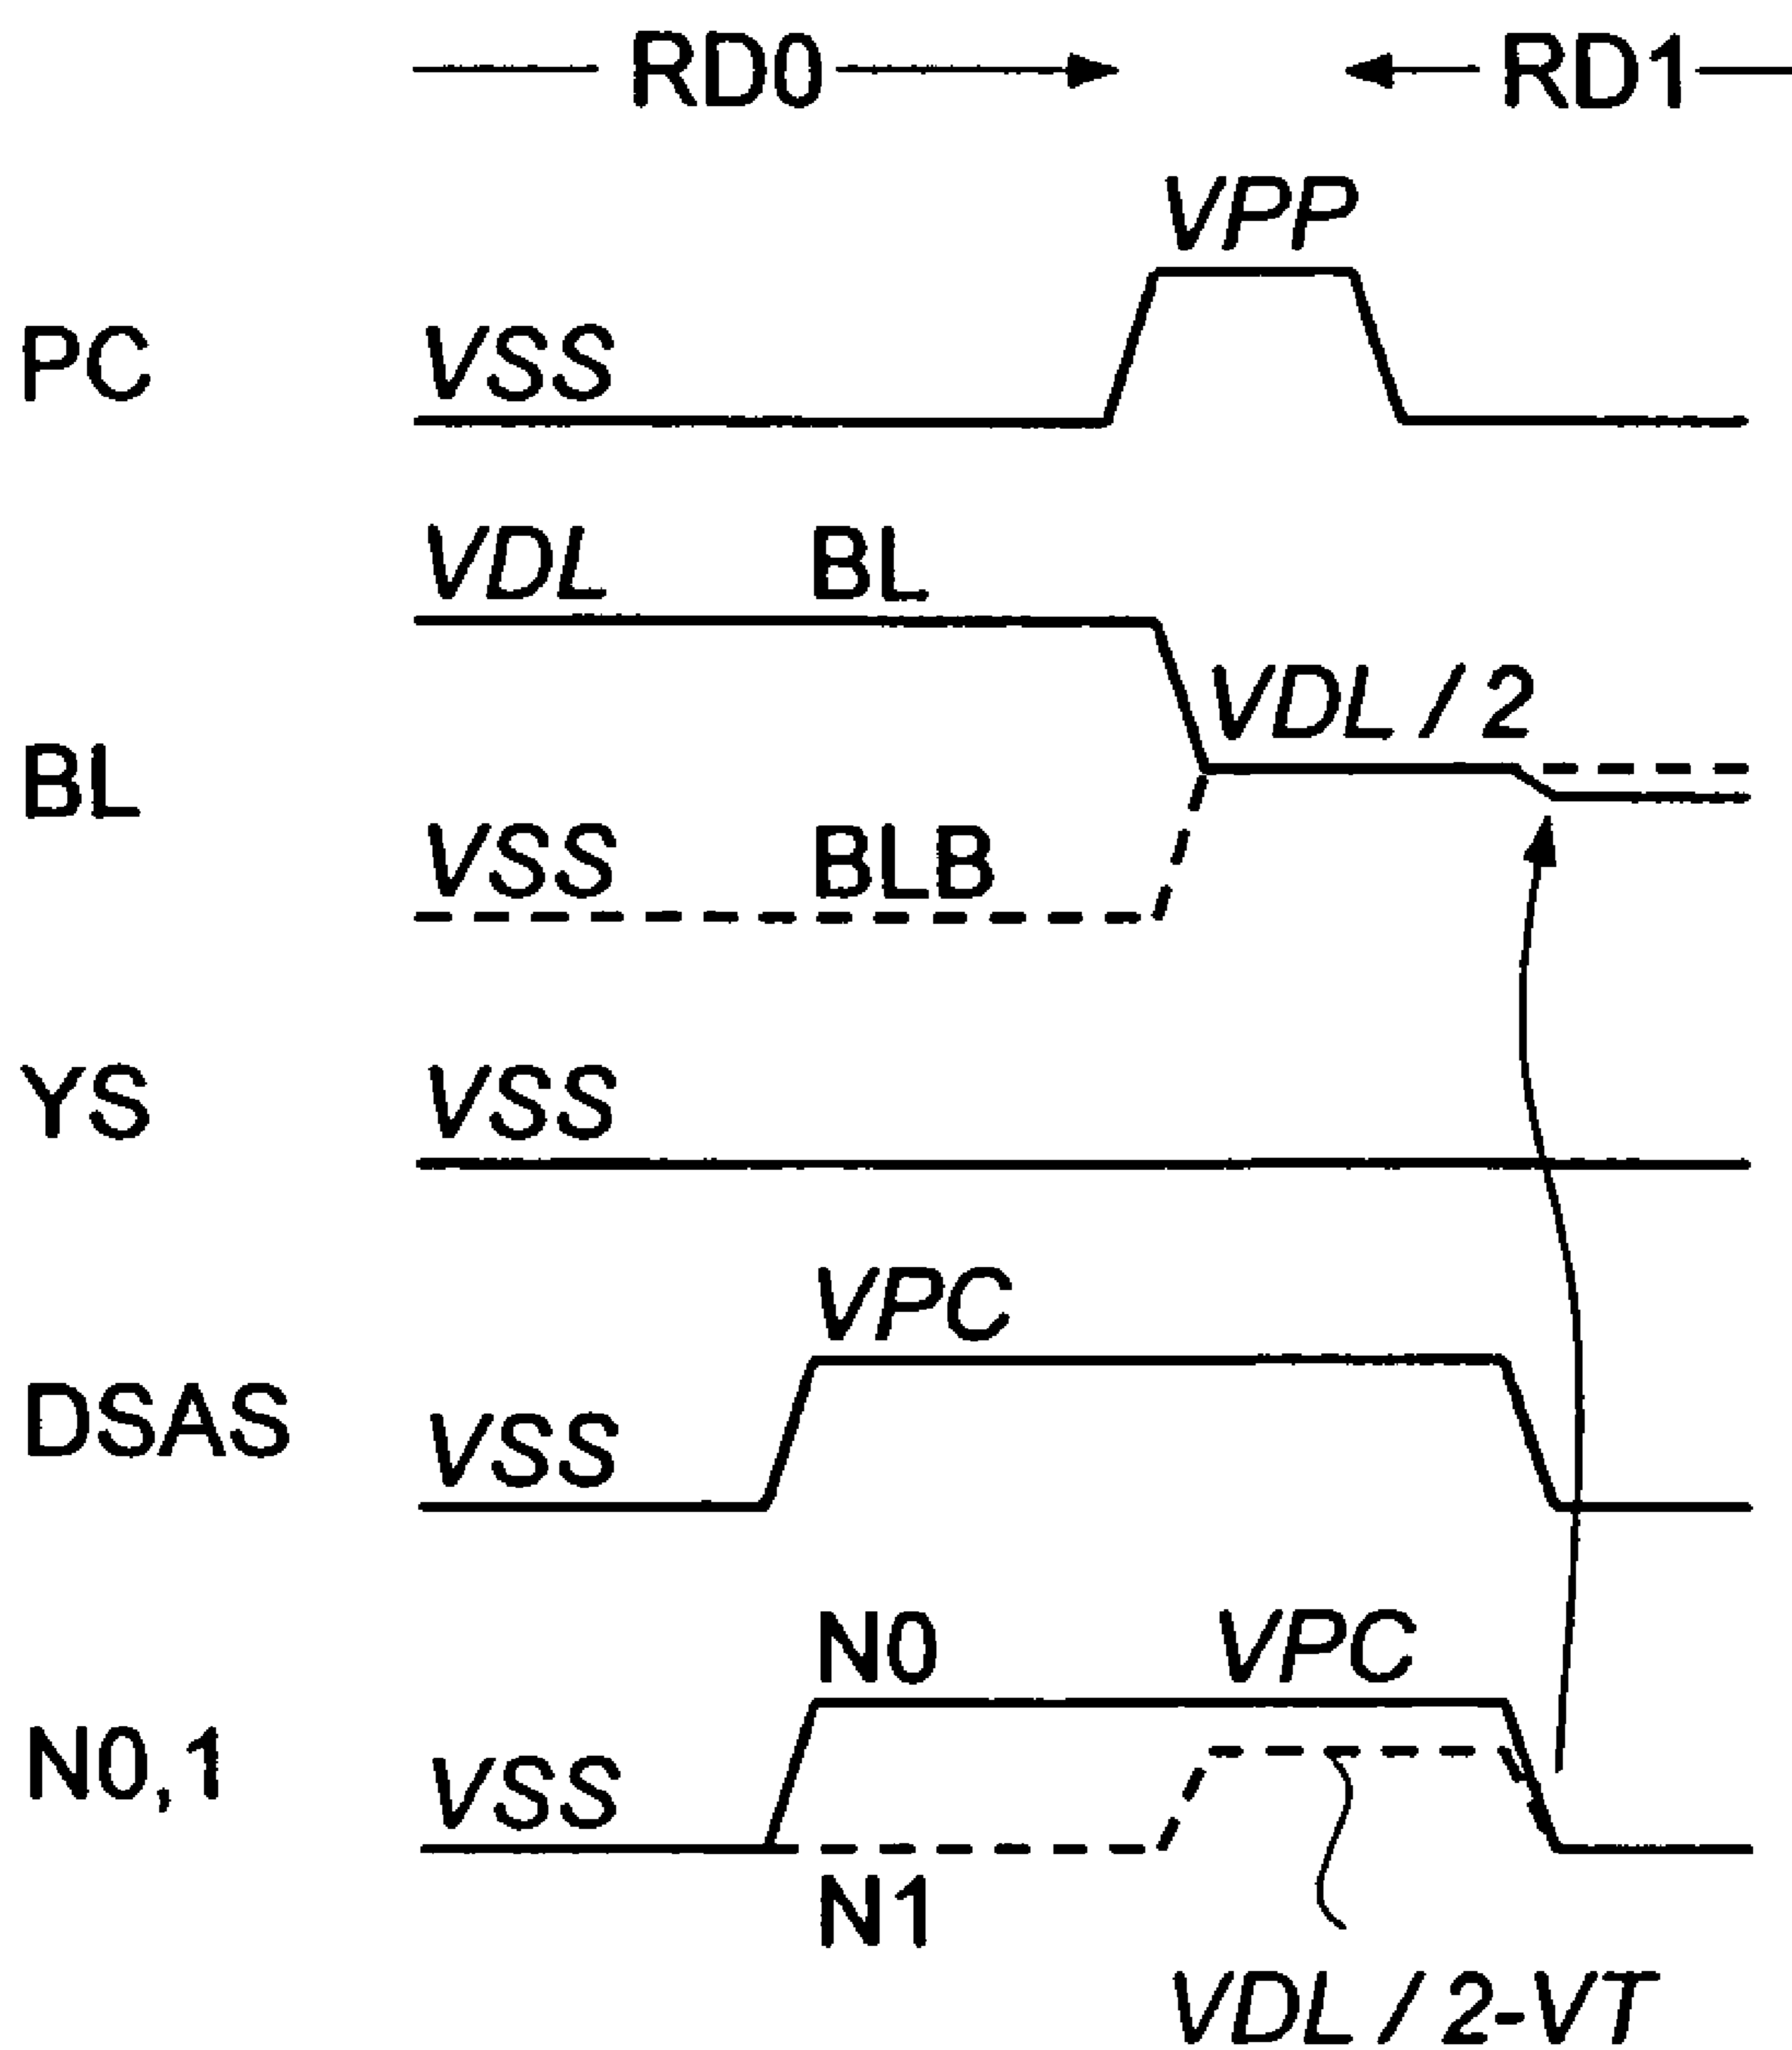 RD0 RD1
VPP
PC VSS
VDL BL
VDL / 2
BL
VSS BLB
YS VSS
VPC
DSAS VSS
N0 VPC
N0,1 VSS
N1
VDL / 2-VT